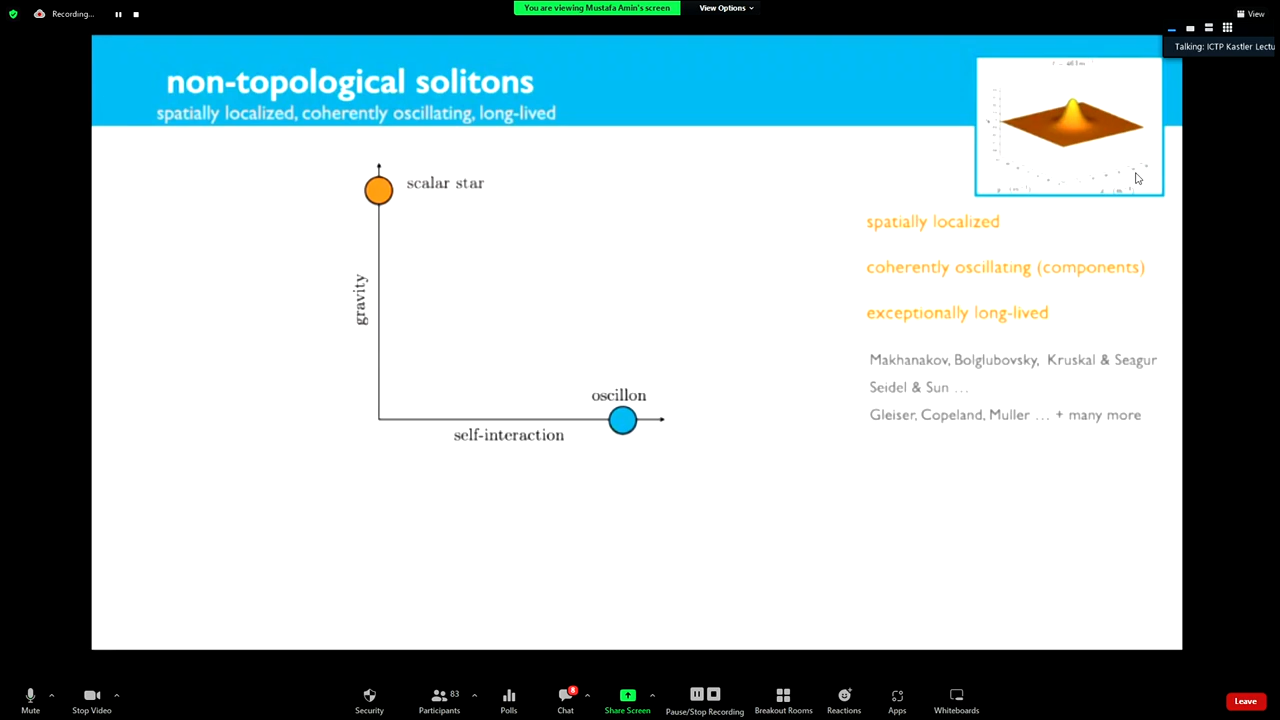 Recording...
You are viewing Mustafa Amin's screen
View Options
View
Talking: ICTP Kastler Lectu
non-topological solitons
spatially localized, coherently oscillating, long-lived
scalar star
gravity
oscillon
self-interaction
spatially localized
coherently oscillating (components)
exceptionally long-lived
Makhanakov, Bolglubovsky, Kruskal & Seagur
Seidel & Sun ...
Gleiser, Copeland, Muller ... + many more
Mute
Stop Video
Security
Participants
83
Polls
Chat
8
Share Screen
Pause/Stop Recording
Breakout Rooms
Reactions
Apps
Whiteboards
Leave